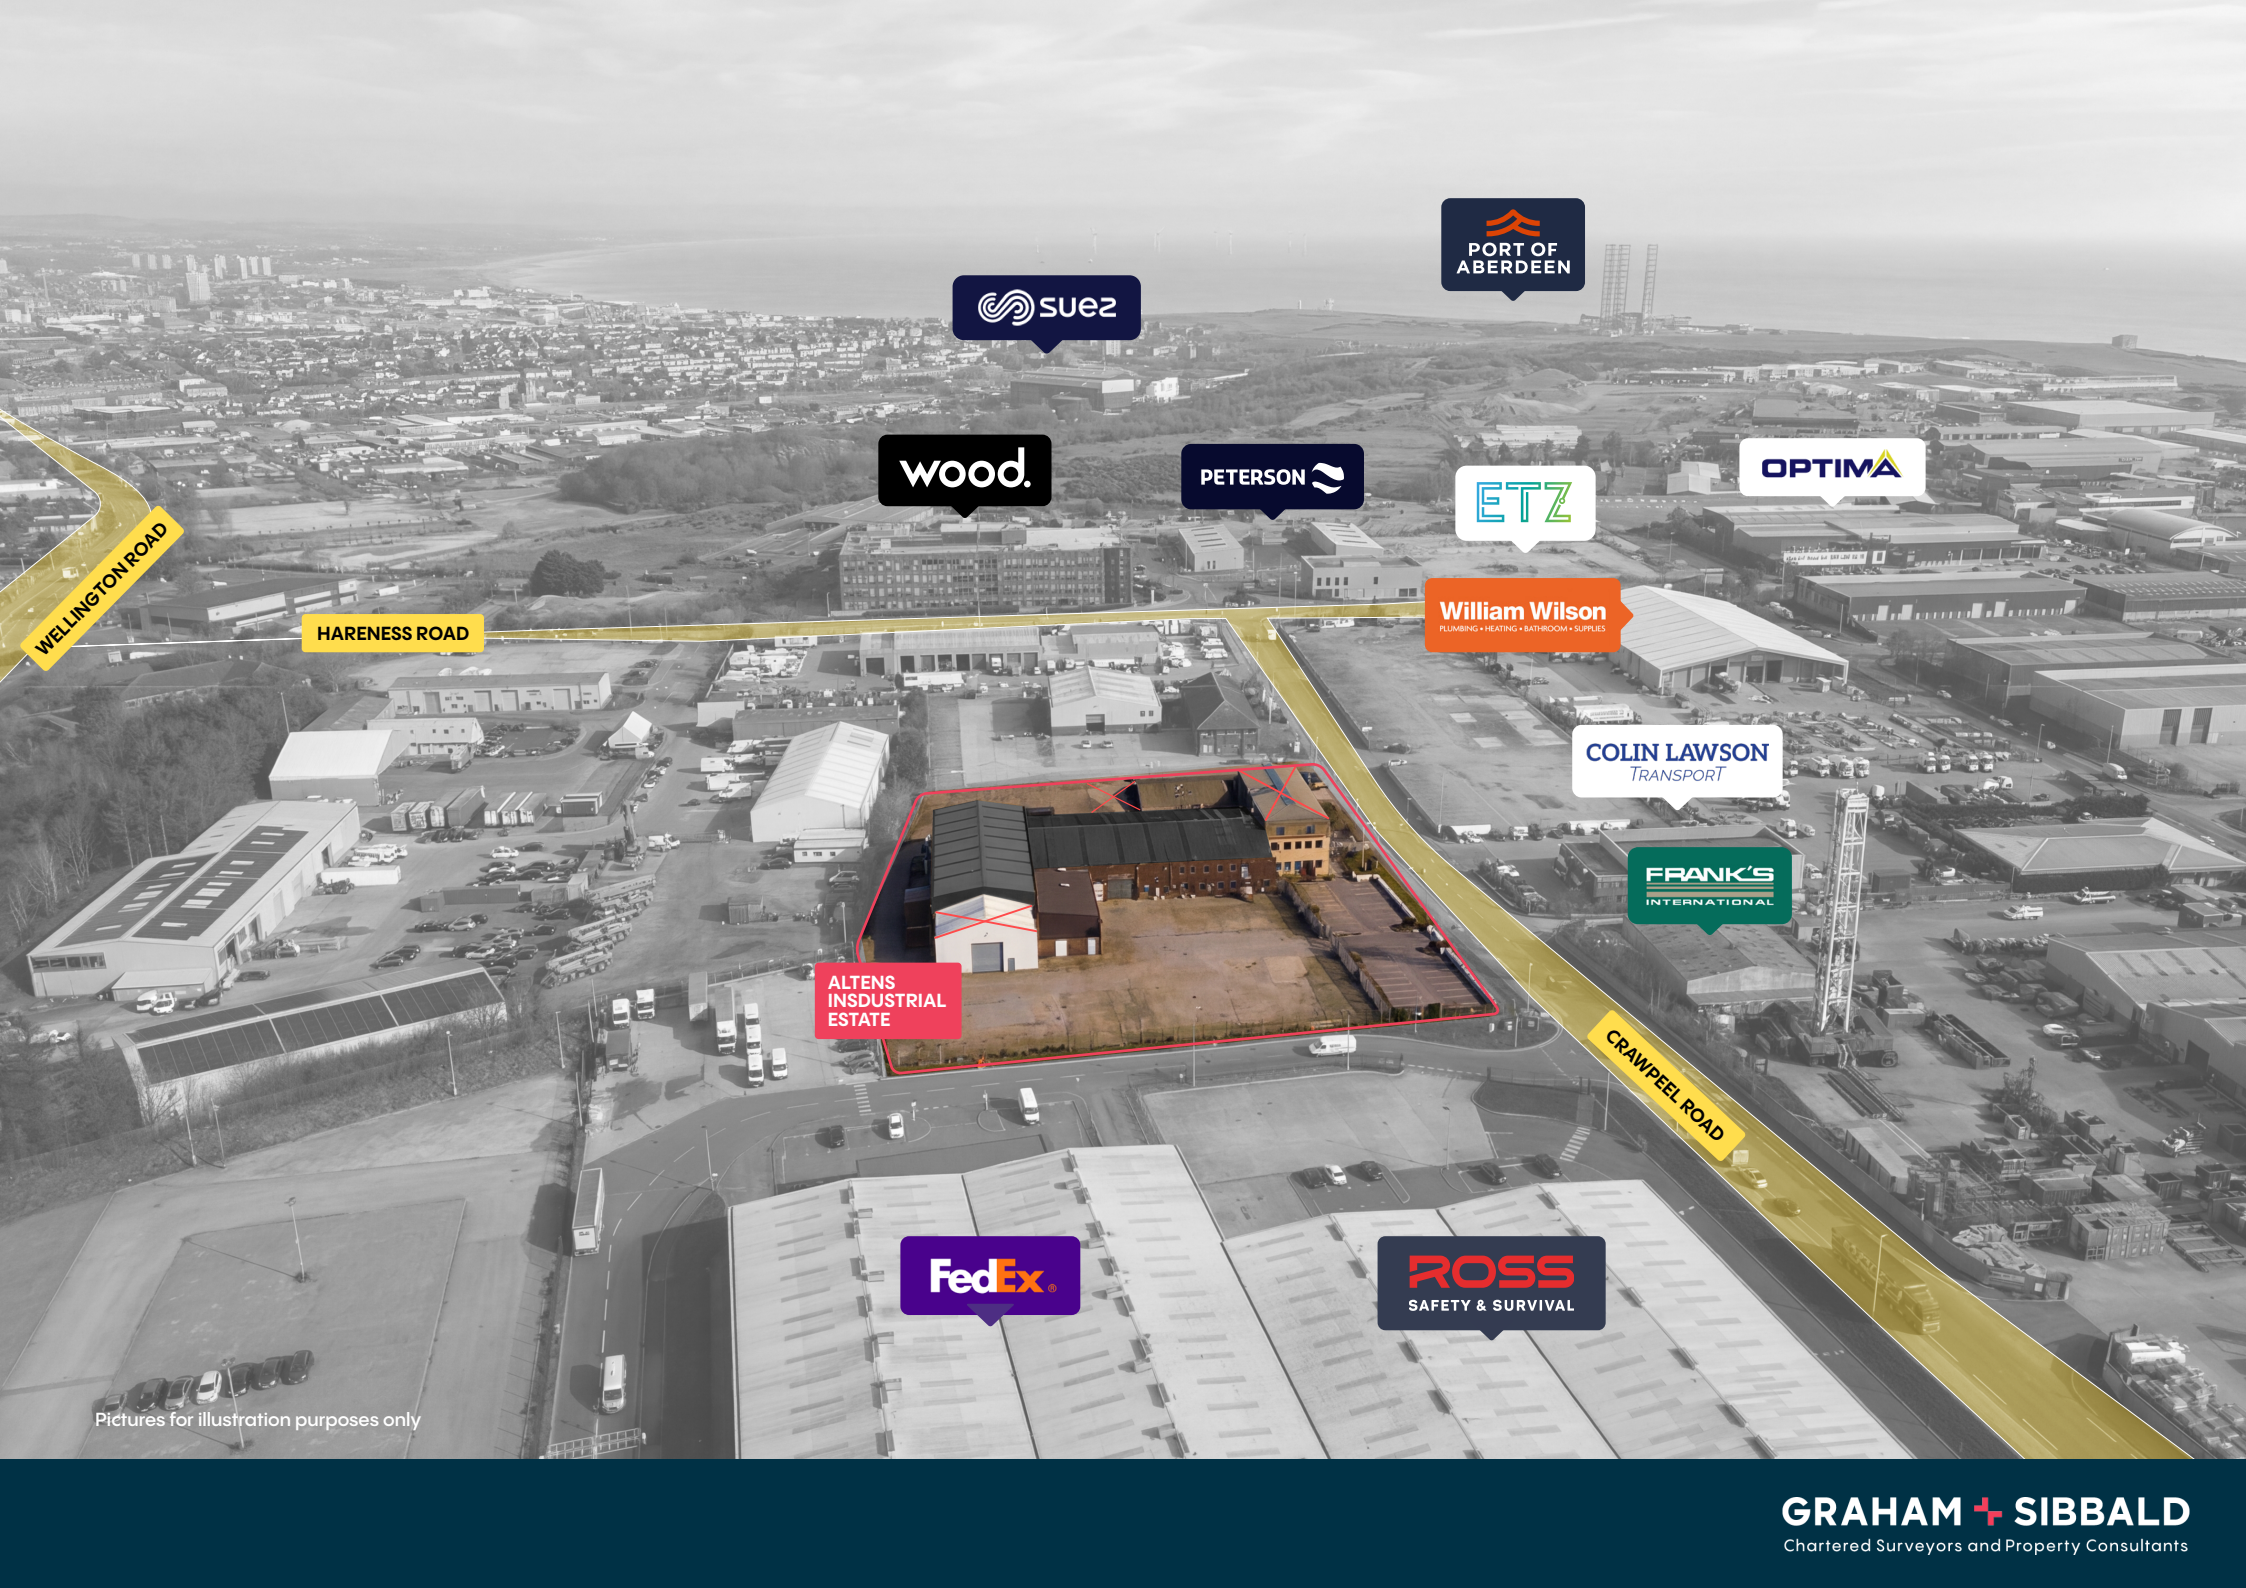 PORT OF
ABERDEEN
suez
wood.
PETERSON
ETZ
OPTIMA
WELLINGTON ROAD
HARENESS ROAD
William Wilson
PLUMBING • HEATING • BATHROOM • SUPPLIES
COLIN LAWSON
TRANSPORT
FRANK'S
INTERNATIONAL
ALTENS
INSDUSTRIAL
ESTATE
CRAWPEEL ROAD
FedEx®
ROSS
SAFETY & SURVIVAL
Pictures for illustration purposes only
GRAHAM + SIBBALD
Chartered Surveyors and Property Consultants